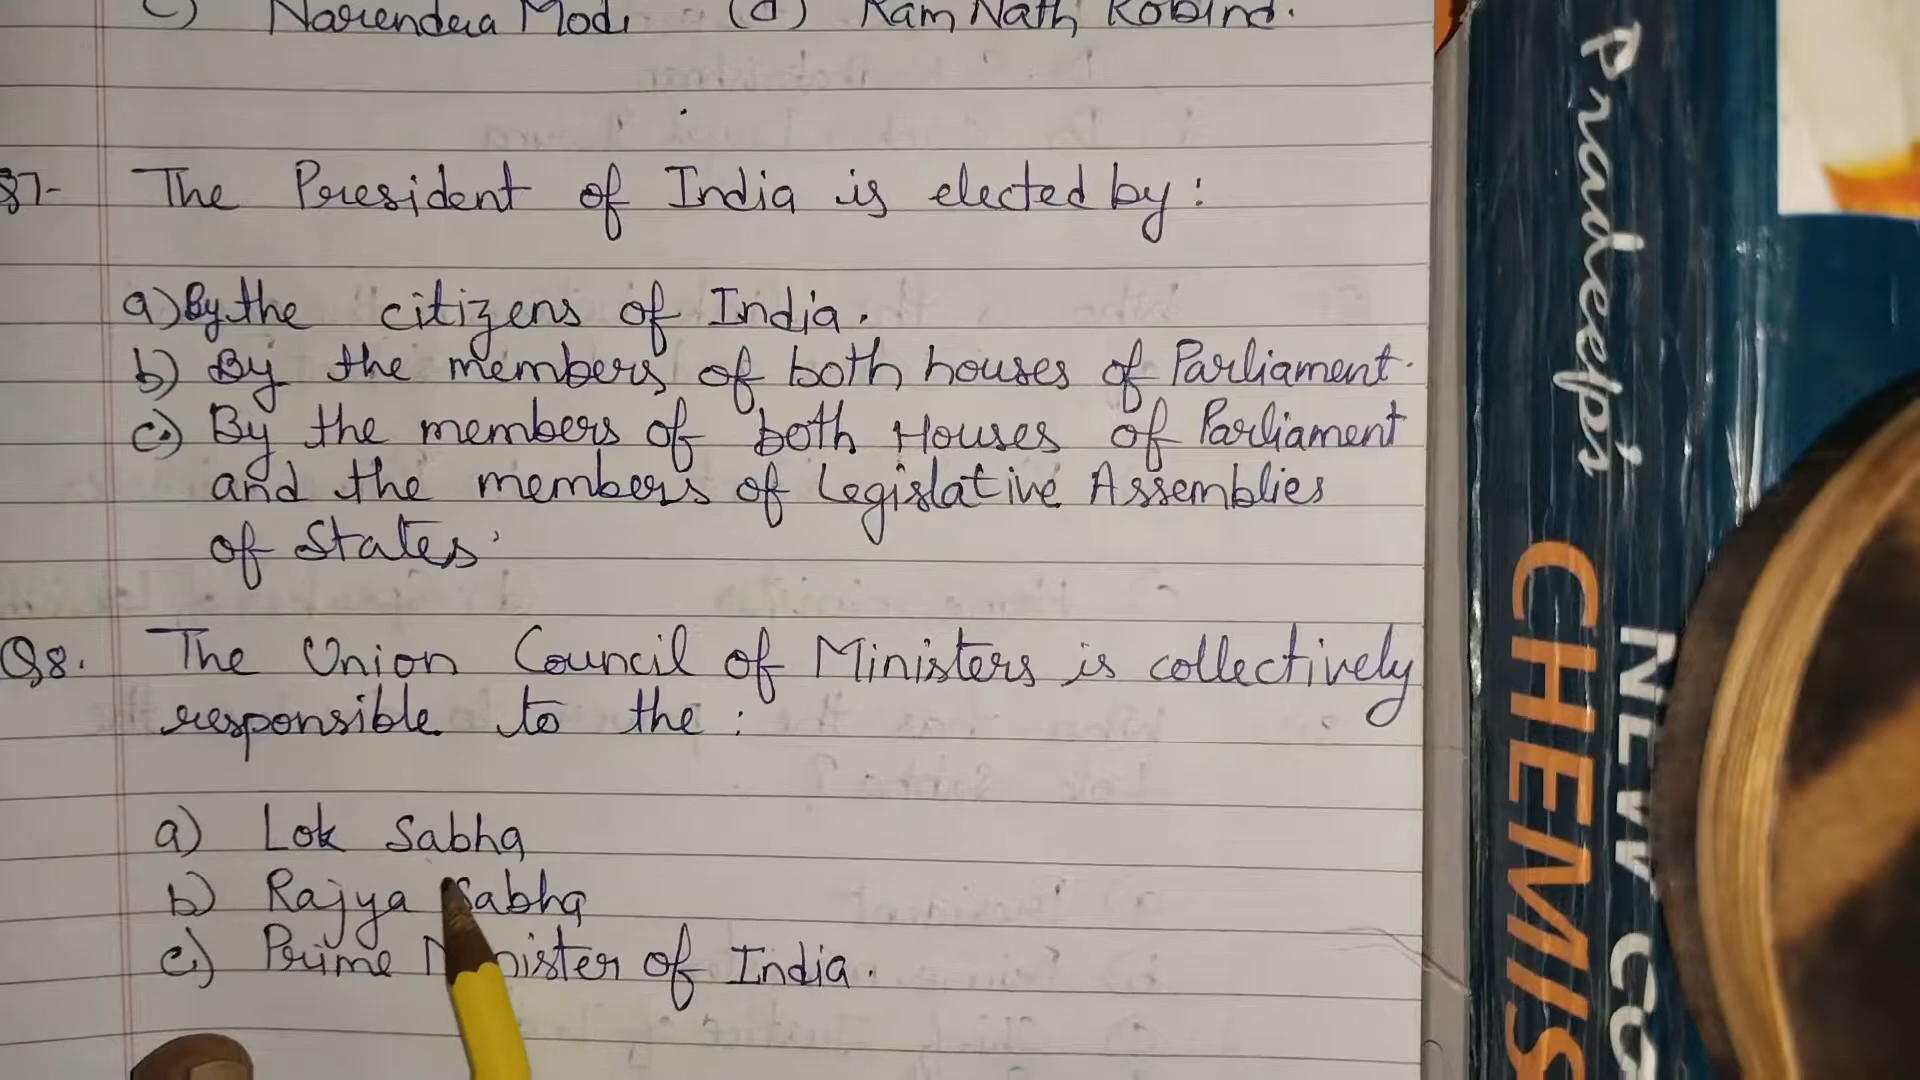 c) Narendra Modi (d) Ram Nath Kobind.
Q7- The President of India is elected by:
a) By the citizens of India.
b) By the members of both houses of Parliament.
c) By the members of both Houses of Parliament
and the members of Legislative Assemblies
of States.
Q8. The Union Council of Ministers is collectively
responsible to the :
a) Lok Sabha
b) Rajya Sabha
c) Prime Minister of India.
Pradeep's
NEW CO
CHEMIS